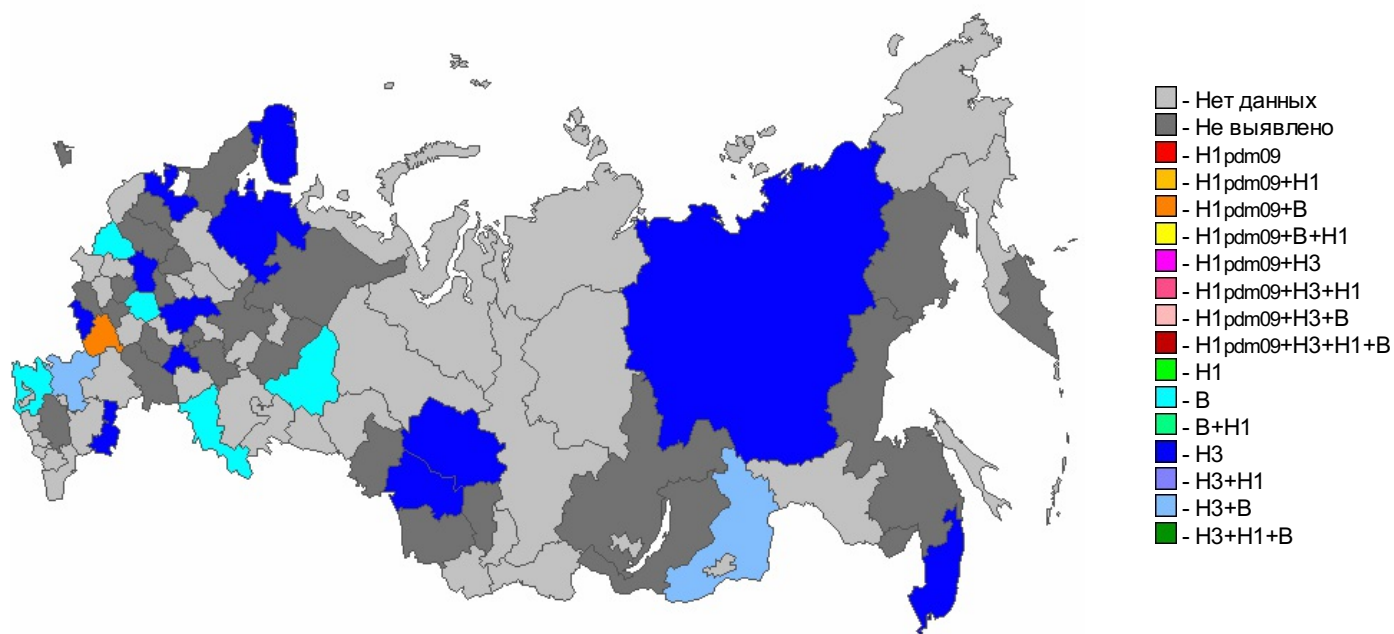 - Нет данных
- Не выявлено
- H1pdm09
- H1pdm09+H1
- H1pdm09+B
- H1pdm09+B+H1
- H1pdm09+H3
- H1pdm09+H3+H1
- H1pdm09+H3+B
- H1pdm09+H3+H1+B
- H1
- B
- B+H1
- H3
- H3+H1
- H3+B
- H3+H1+B